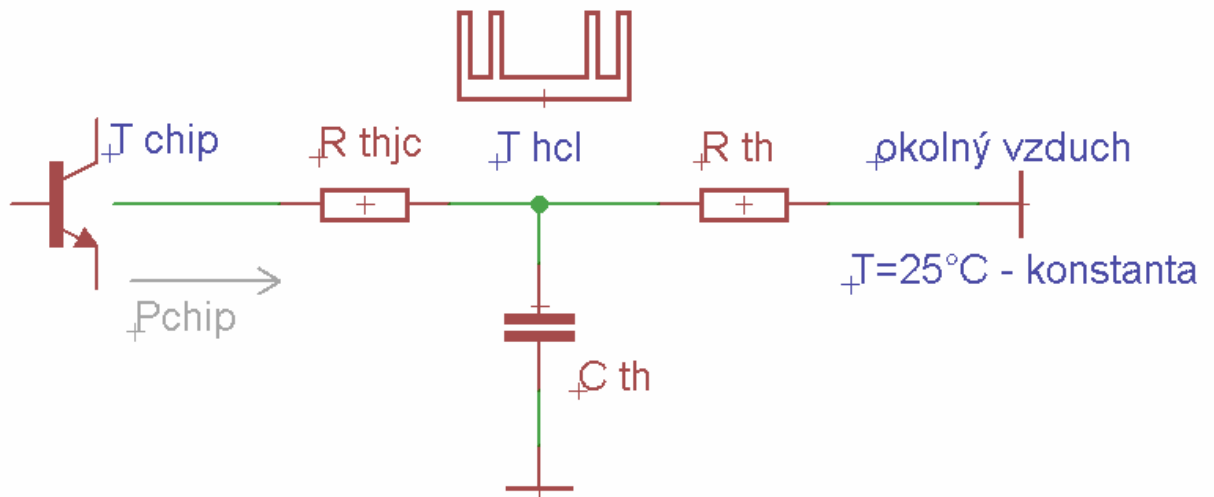 T chip
R thjc
T hcl
R th
okolný vzduch
T=25°C - konstanta
Pchip
C th